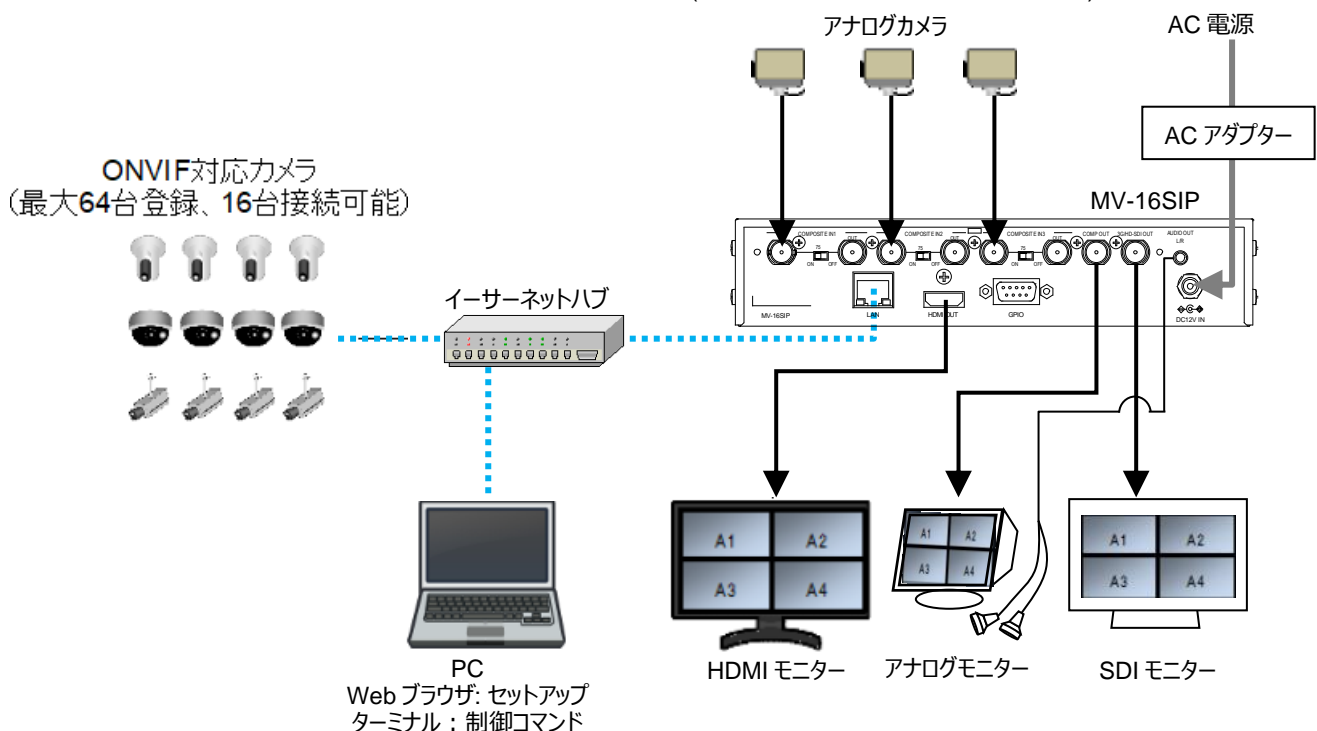 アナログカメラ
AC 電源
AC アダプター
ONVIF対応カメラ
(最大64台登録、16台接続可能)
MV-16SIP
COMPOSITE IN1
OUT
COMPOSITE IN2
OUT
COMPOSITE IN3
OUT
COMP OUT
3G/HD-SDI OUT
AUDIO OUT
L/R
75
ON
OFF
75
ON
OFF
75
ON
OFF
イーサーネットハブ
MV-16SIP
LAN
HDMI OUT
GPIO
DC12V IN
A1
A2
A3
A4
A1
A2
A3
A4
A1
A2
A3
A4
PC
Web ブラウザ: セットアップ
ターミナル : 制御コマンド
HDMI モニター
アナログモニター
SDI モニター